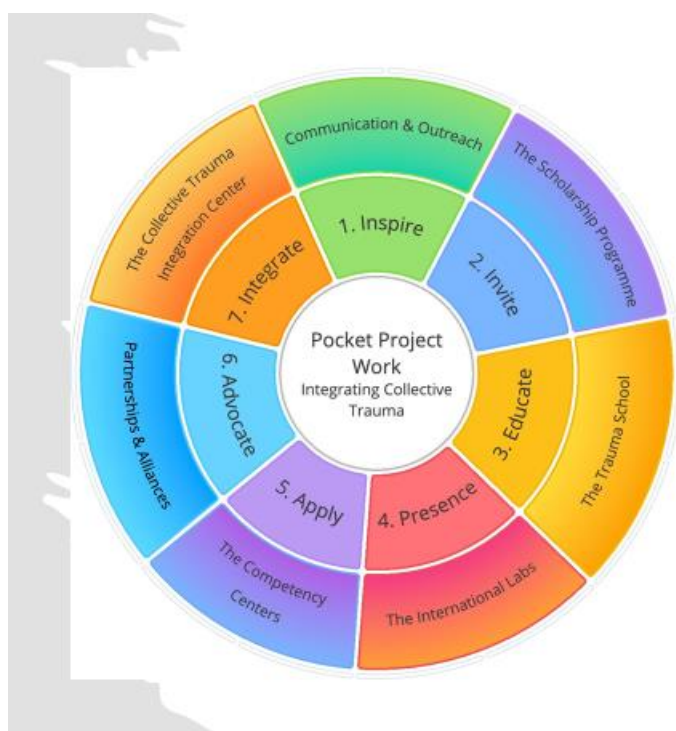 Pocket Project
Work
Integrating Collective
Trauma
1. Inspire
Communication & Outreach
2. Invite
The Scholarship Programme
3. Educate
The Trauma School
4. Presence
The International Labs
5. Apply
The Competency
Centers
6. Advocate
Partnerships & Alliances
7. Integrate
The Collective Trauma
Integration Center